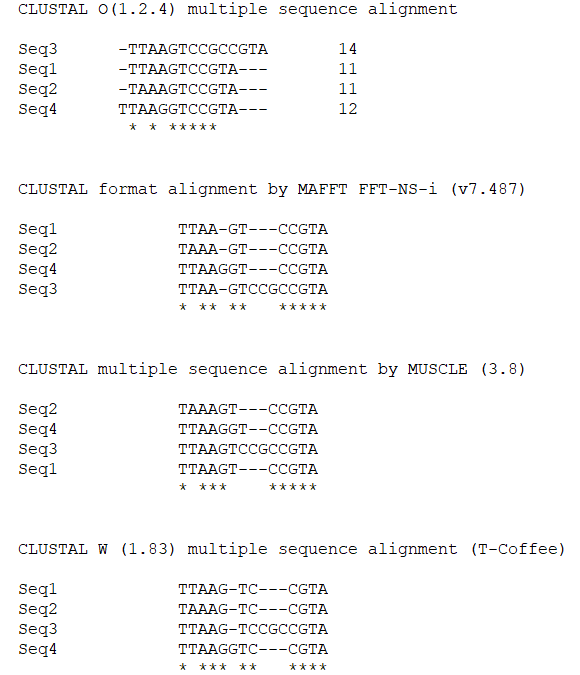 CLUSTAL O(1.2.4) multiple sequence alignment
Seq3 -TTAAGTCCGCCGTA 14
Seq1 -TTAAGTCCGTA--- 11
Seq2 -TAAAGTCCGTA--- 11
Seq4 TTAAGGTCCGTA--- 12
* * *****
CLUSTAL format alignment by MAFFT FFT-NS-i (v7.487)
Seq1 TTAA-GT---CCGTA
Seq2 TAAA-GT---CCGTA
Seq4 TTAAGGT---CCGTA
Seq3 TTAA-GTCCGCCGTA
* ** ** *****
CLUSTAL multiple sequence alignment by MUSCLE (3.8)
Seq2 TAAAGT---CCGTA
Seq4 TTAAGGT--CCGTA
Seq3 TTAAGTCCGCCGTA
Seq1 TTAAGT---CCGTA
* *** *****
CLUSTAL W (1.83) multiple sequence alignment (T-Coffee)
Seq1 TTAAG-TC---CGTA
Seq2 TAAAG-TC---CGTA
Seq3 TTAAG-TCCGCCGTA
Seq4 TTAAGGTC---CGTA
* *** ** ****